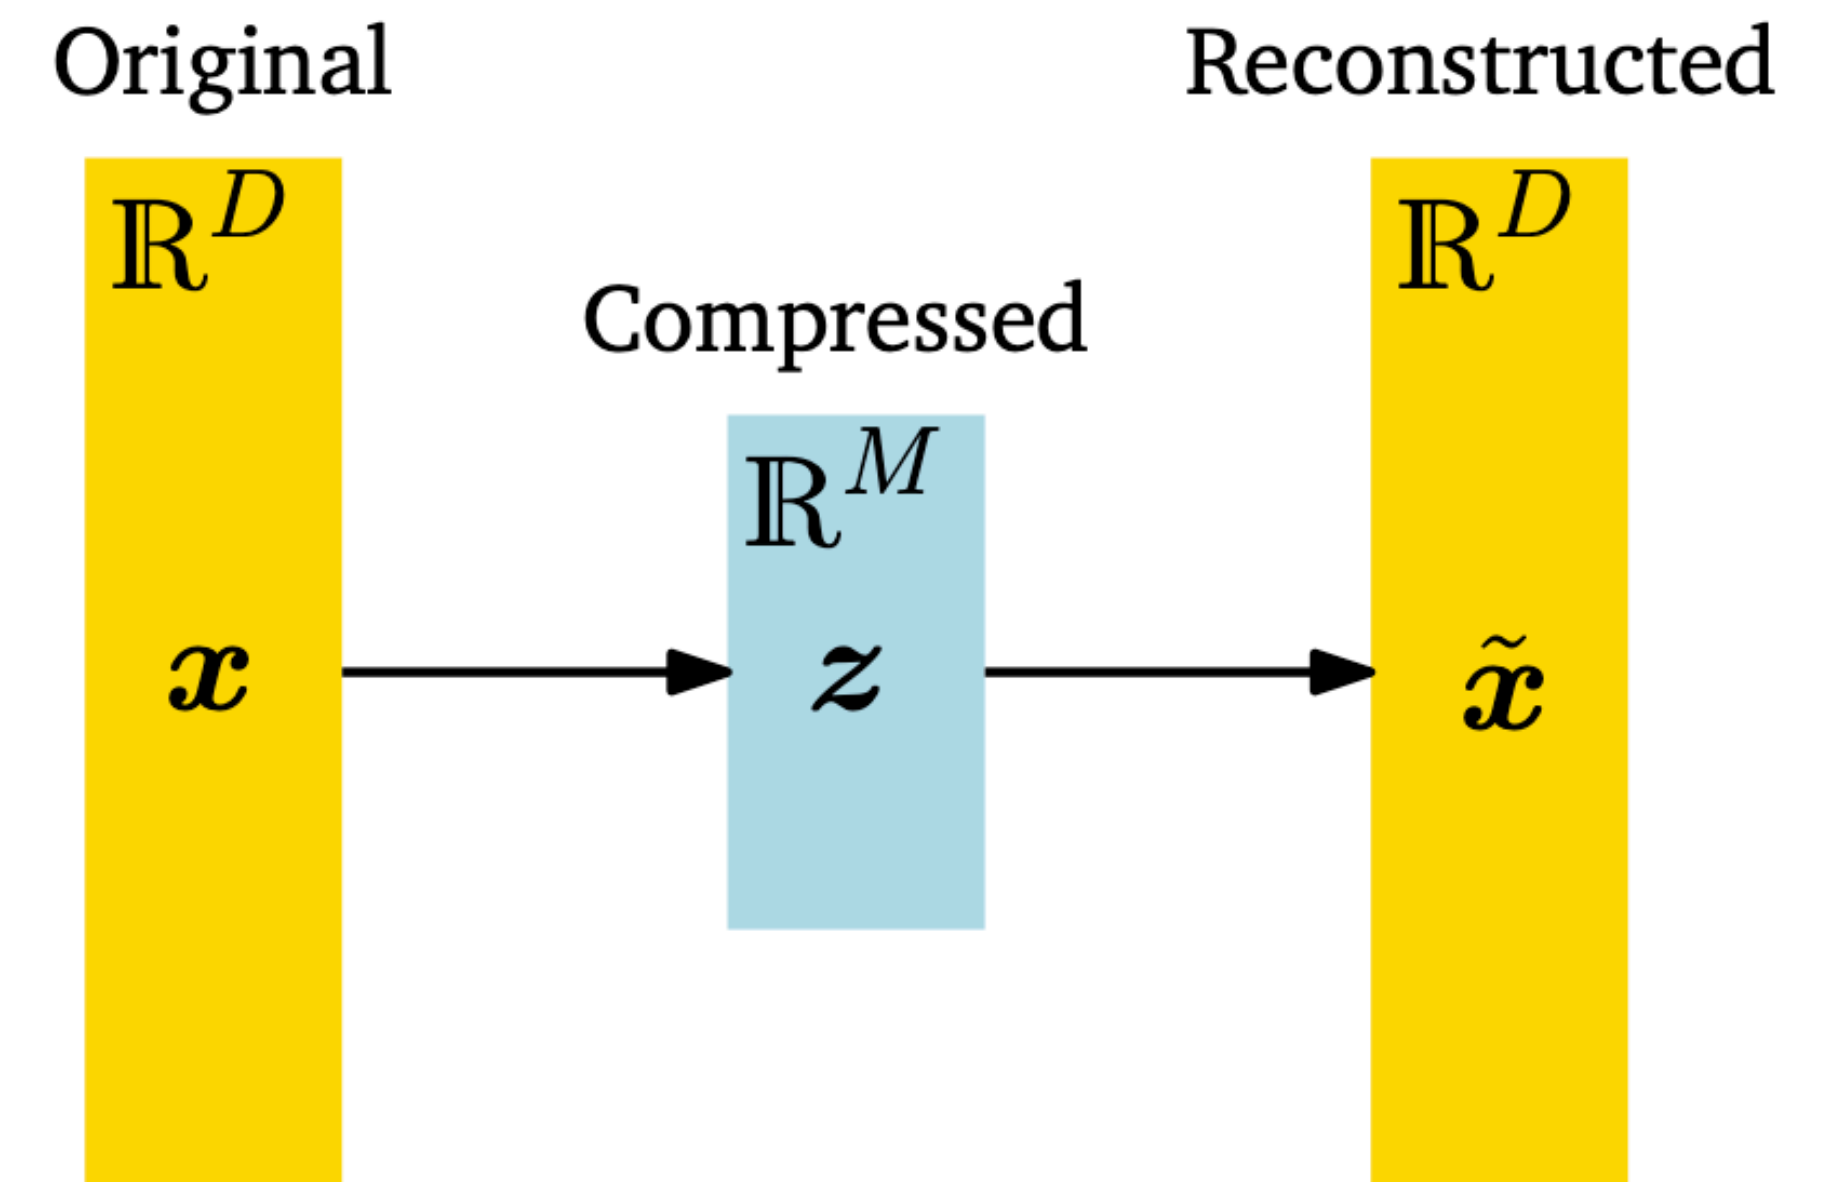 Original
Reconstructed
ℝ^D
ℝ^D
Compressed
ℝ^M
x
z
x̃